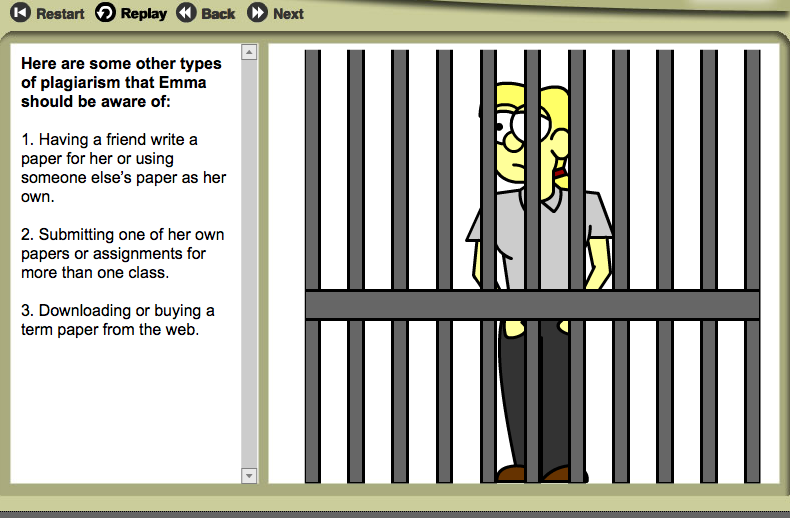 Restart Replay Back Next
Here are some other types
of plagiarism that Emma
should be aware of:
1. Having a friend write a
paper for her or using
someone else’s paper as her
own.
2. Submitting one of her own
papers or assignments for
more than one class.
3. Downloading or buying a
term paper from the web.